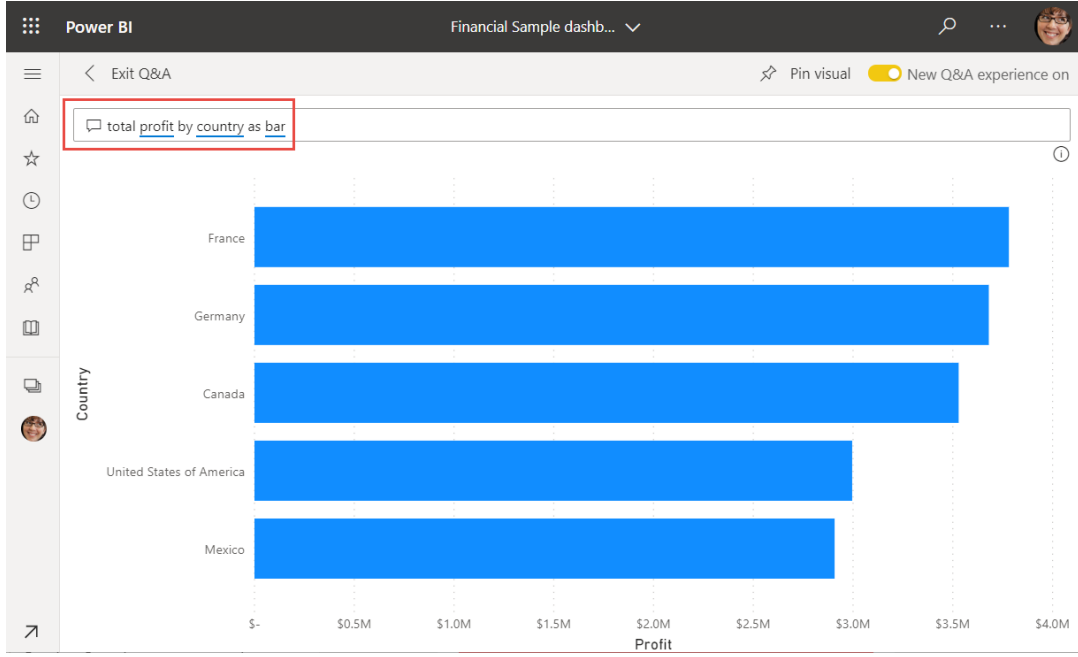 Power BI
Financial Sample dashb...
Exit Q&A
Pin visual
New Q&A experience on
total profit by country as bar
Country
France
Germany
Canada
United States of America
Mexico
$- $0.5M $1.0M $1.5M $2.0M $2.5M $3.0M $3.5M $4.0M
Profit